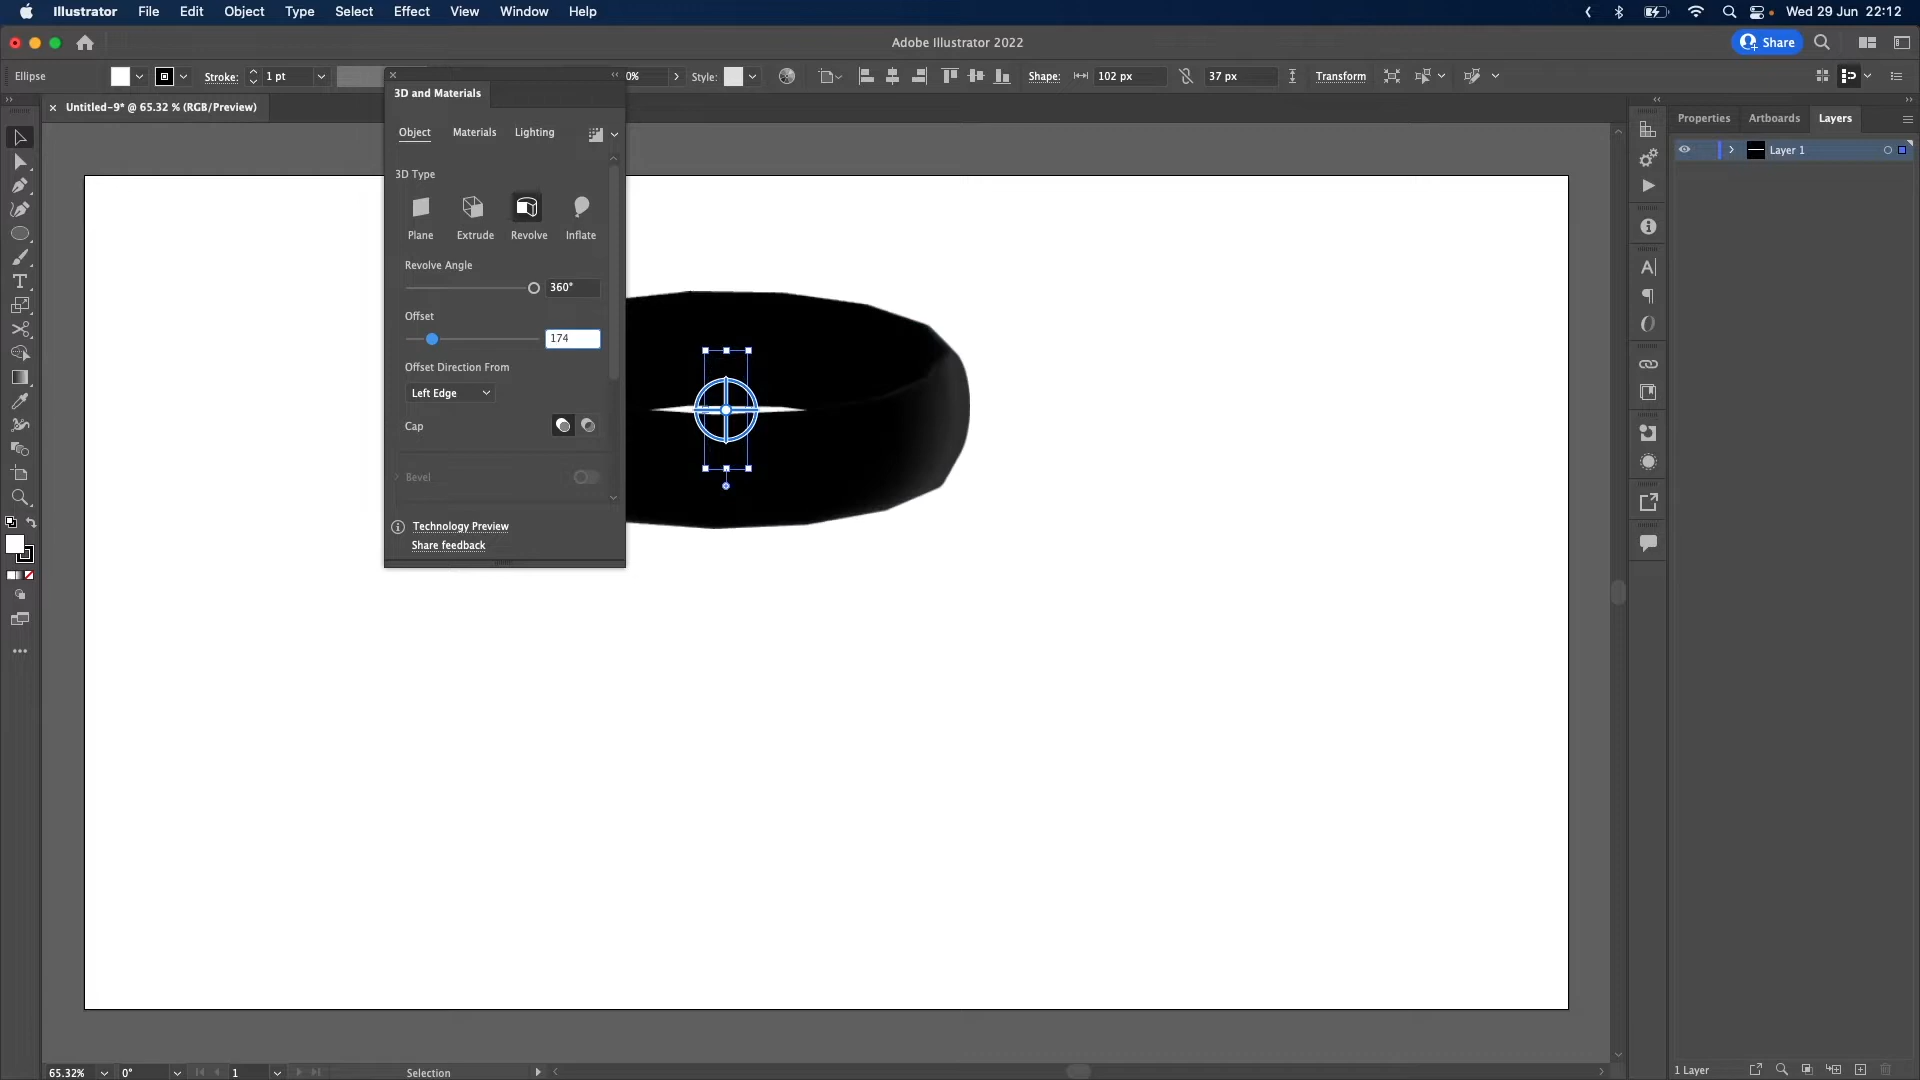 Illustrator File Edit Object Type Select Effect View Window Help Wed 29 Jun 22:12
Adobe Illustrator 2022 Share
Ellipse Stroke: 1 pt 0% Style: Shape: 102 px 37 px Transform
Untitled-9* @ 65.32 % (RGB/Preview)
3D and Materials
Object Materials Lighting
3D Type
Plane Extrude Revolve Inflate
Revolve Angle
360°
Offset
174
Offset Direction From
Left Edge
Cap
Bevel
Technology Preview
Share feedback
Properties Artboards Layers
Layer 1
65.32% 0° 1 Selection 1 Layer